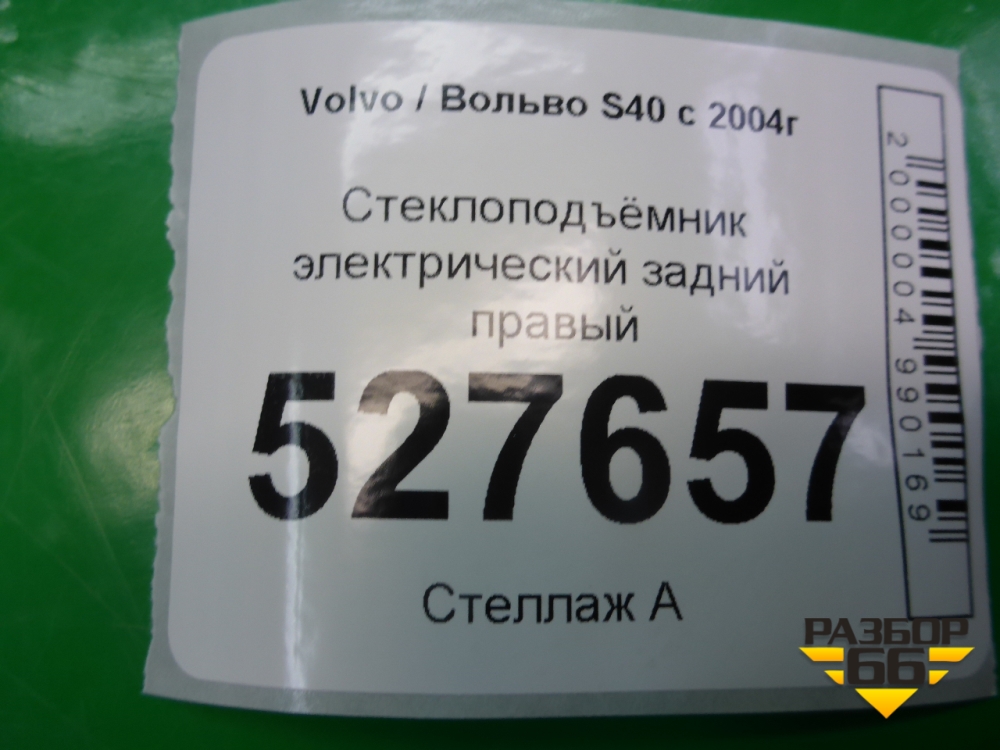 Volvo / Вольво S40 с 2004г
Стеклоподъёмник
электрический задний
правый
527657
Стеллаж А
2000004990169
РАЗБОР
66